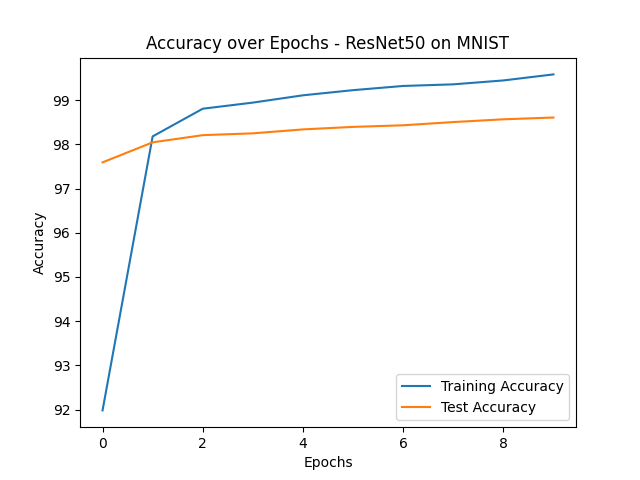 Accuracy over Epochs - ResNet50 on MNIST
99
98
97
96
95
94
93
92
Accuracy
0
2
4
6
8
Epochs
Training Accuracy
Test Accuracy